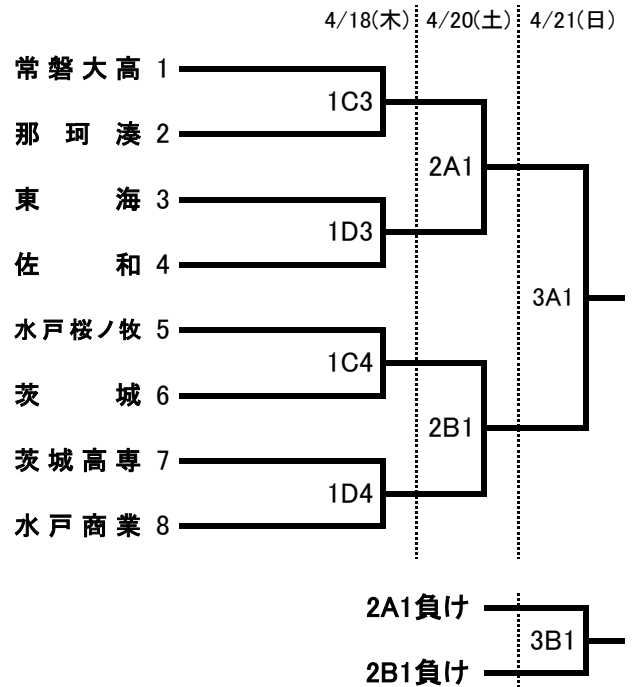 4/18(木) 4/20(土) 4/21(日)
常磐大高 1
1C3
那珂湊 2
2A1
東海 3
1D3
佐和 4
3A1
水戸桜ノ牧 5
1C4
茨城 6
2B1
茨城高専 7
1D4
水戸商業 8
2A1負け
3B1
2B1負け